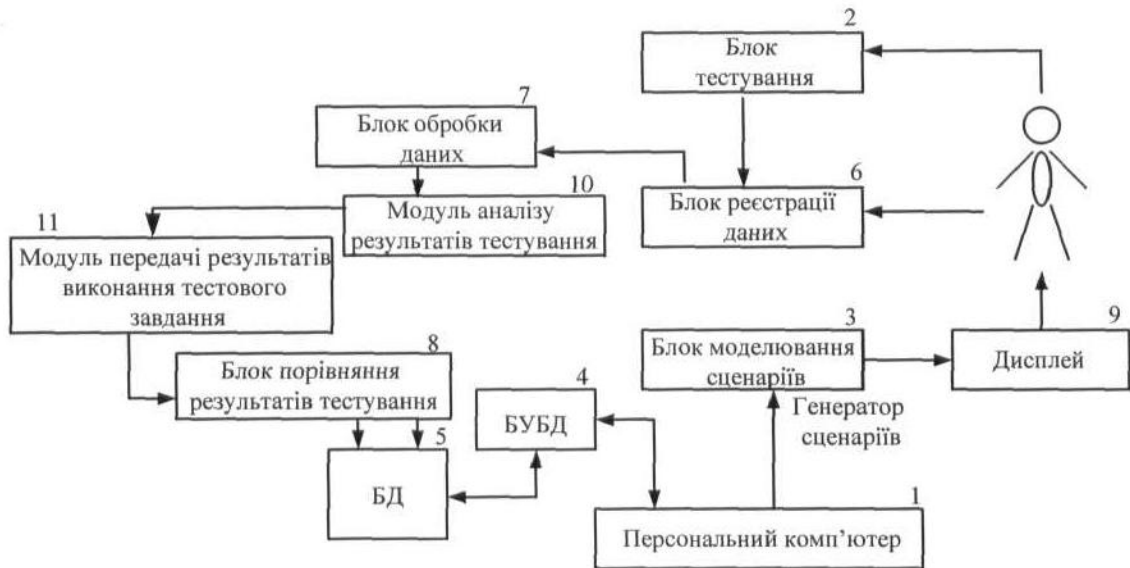 2
Блок
тестування
7
Блок обробки
даних
10
Модуль аналізу
результатів тестування
6
Блок реєстрації
даних
11
Модуль передачі результатів
виконання тестового
завдання
8
Блок порівняння
результатів тестування
3
Блок моделювання
сценаріїв
9
Дисплей
Генератор
сценаріїв
4
БУБД
5
БД
1
Персональний комп’ютер